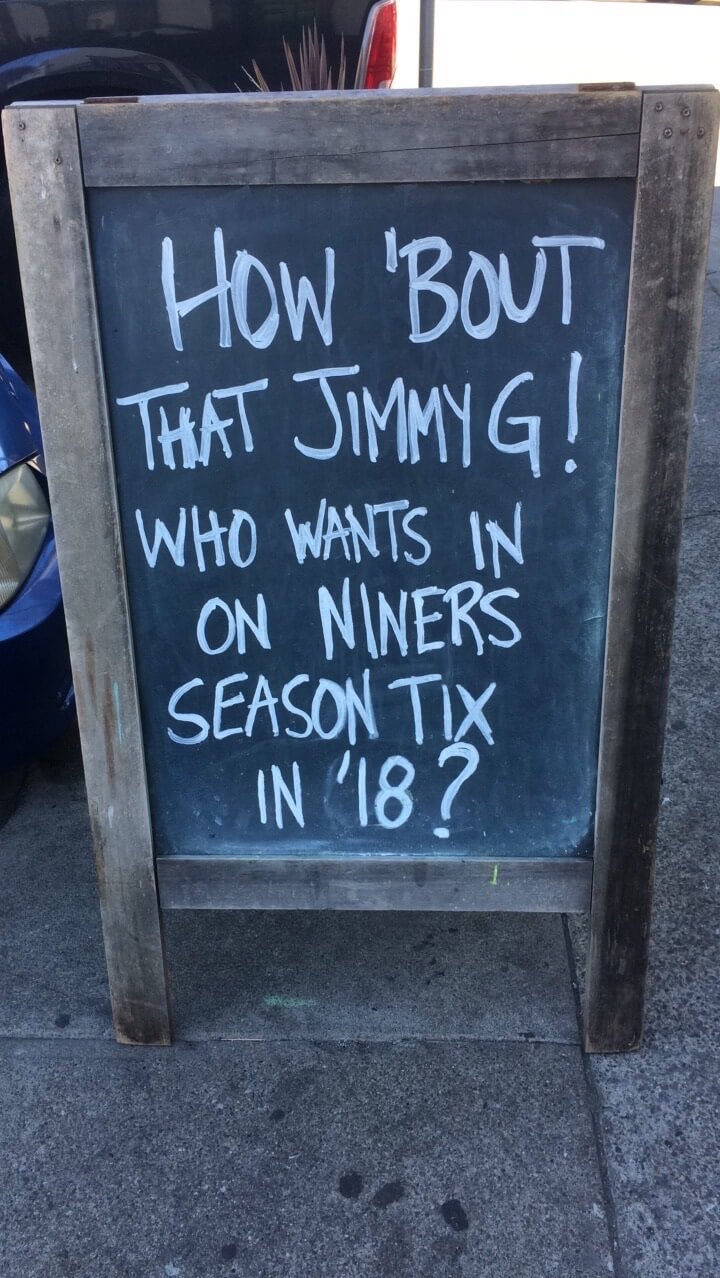 HOW 'BOUT
THAT JIMMY G!
WHO WANTS IN
ON NINERS
SEASON TIX
IN '18?